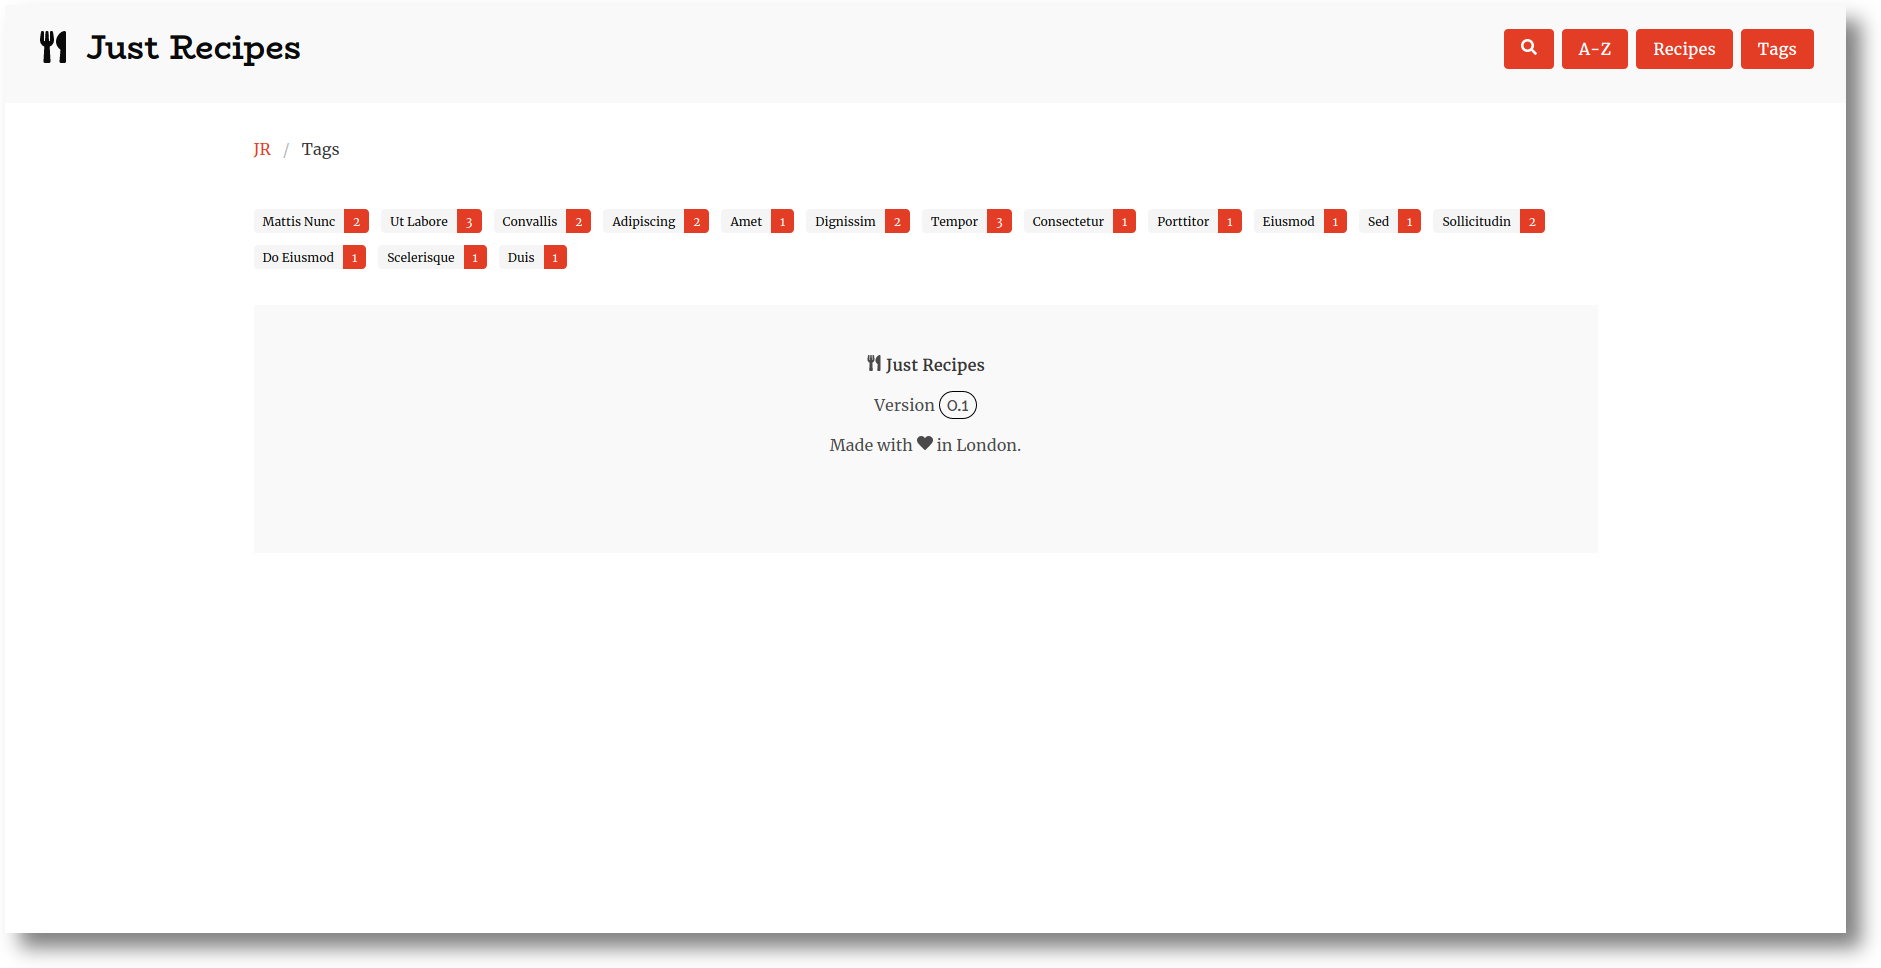 Just Recipes
A-Z Recipes Tags
JR / Tags
Mattis Nunc 2 Ut Labore 3 Convallis 2 Adipiscing 2 Amet 1 Dignissim 2 Tempor 3 Consectetur 1 Porttitor 1 Eiusmod 1 Sed 1 Sollicitudin 2
Do Eiusmod 1 Scelerisque 1 Duis 1
Just Recipes
Version 0.1
Made with in London.